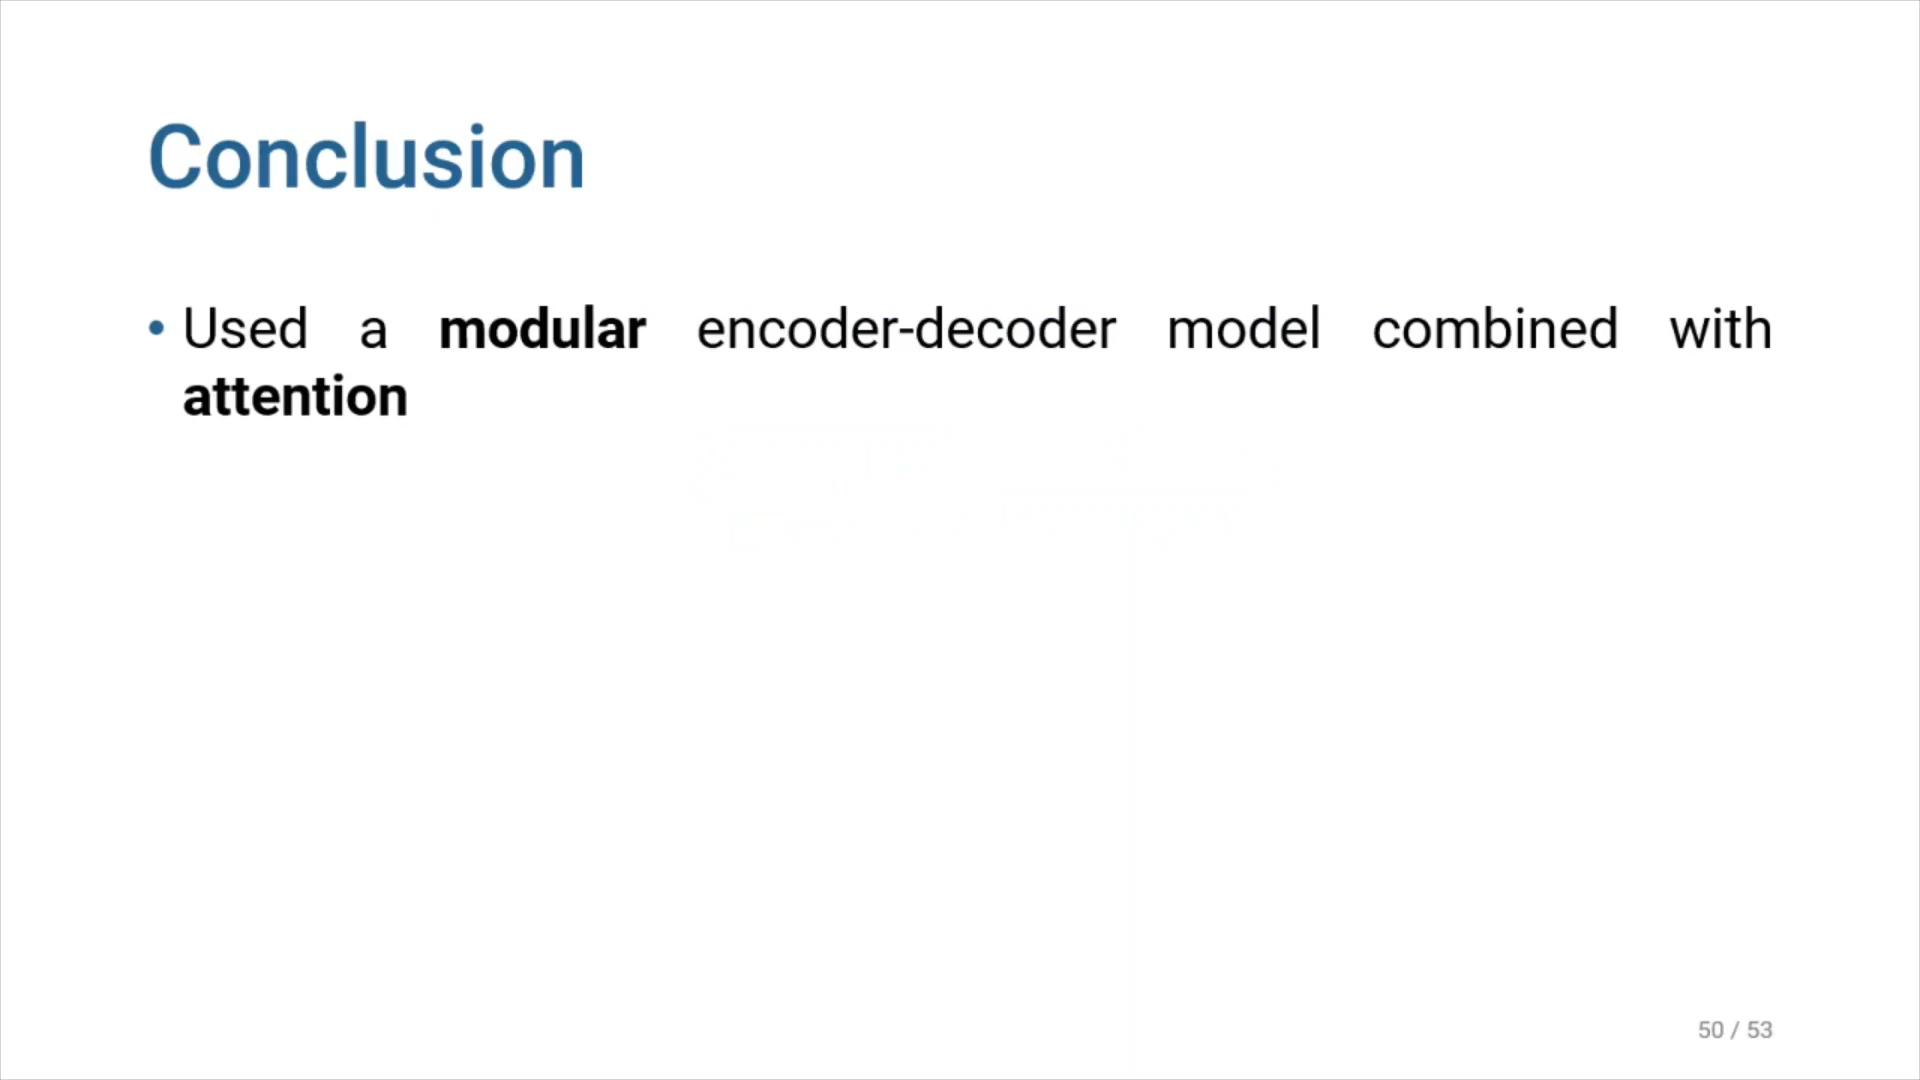 Conclusion
• Used a modular encoder-decoder model combined with
attention
50 / 53